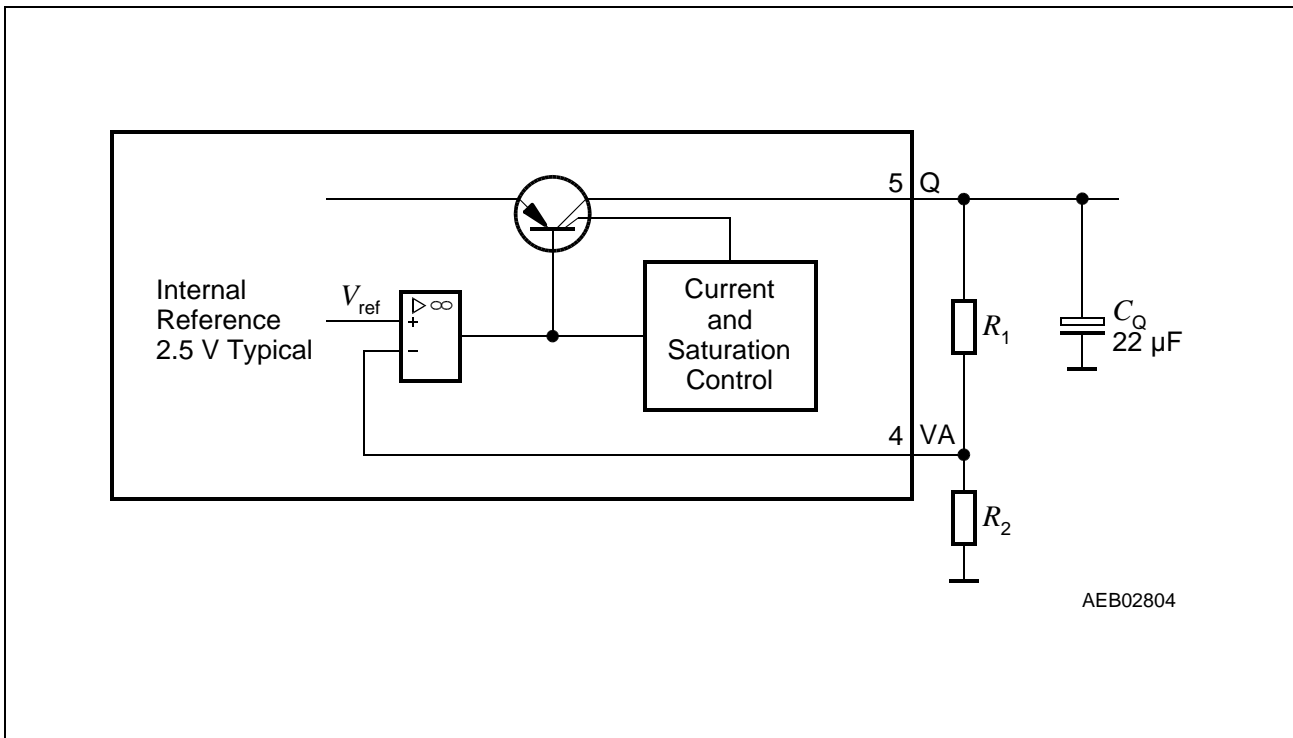 5 Q
Internal
Reference
2.5 V Typical
Vref
▷ ∞
+
−
Current
and
Saturation
Control
R1
CQ
22 µF
4 VA
R2
AEB02804